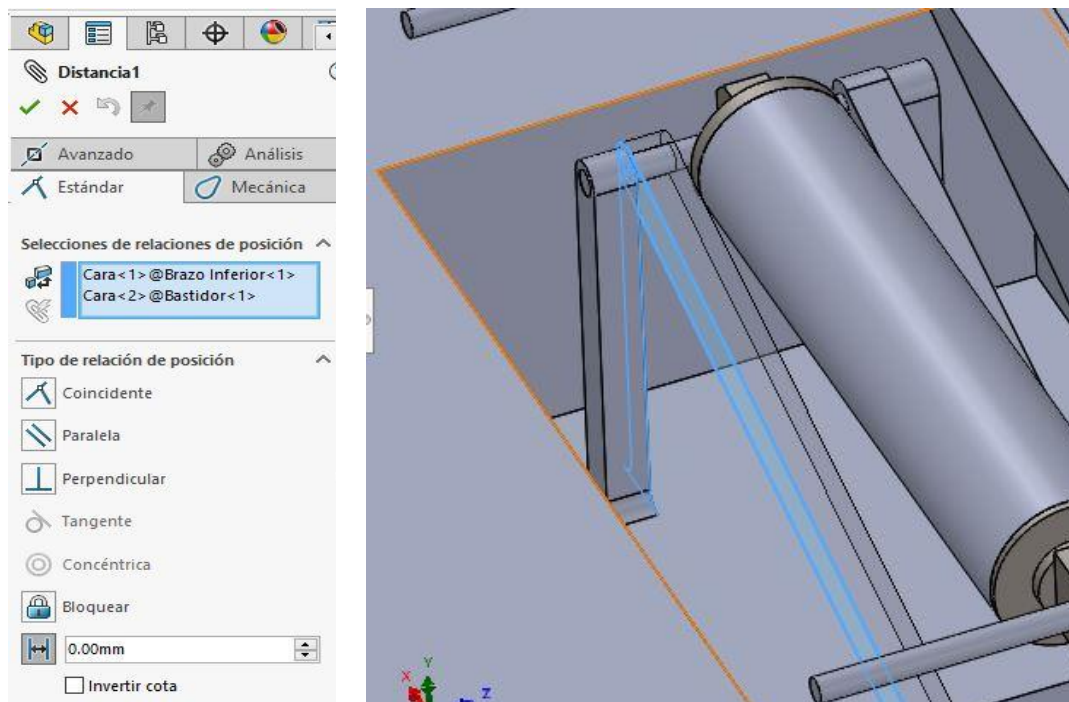 Distancia1
Avanzado
Análisis
Estándar
Mecánica
Selecciones de relaciones de posición
Cara<1>@Brazo Inferior<1>
Cara<2>@Bastidor<1>
Tipo de relación de posición
Coincidente
Paralela
Perpendicular
Tangente
Concéntrica
Bloquear
0.00mm
Invertir cota
Y
X
Z